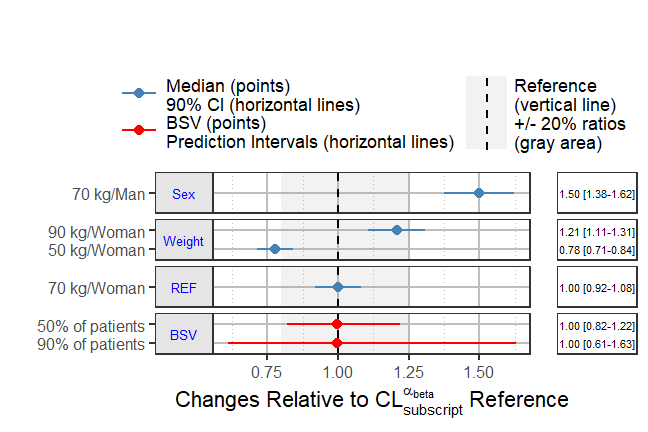 Median (points)
90% CI (horizontal lines)
BSV (points)
Prediction Intervals (horizontal lines)
Reference
(vertical line)
+/- 20% ratios
(gray area)
70 kg/Man
Sex
1.50 [1.38-1.62]
90 kg/Woman
50 kg/Woman
Weight
1.21 [1.11-1.31]
0.78 [0.71-0.84]
70 kg/Woman
REF
1.00 [0.92-1.08]
50% of patients
90% of patients
BSV
1.00 [0.82-1.22]
1.00 [0.61-1.63]
0.75 1.00 1.25 1.50
Changes Relative to CL αbeta subscript Reference